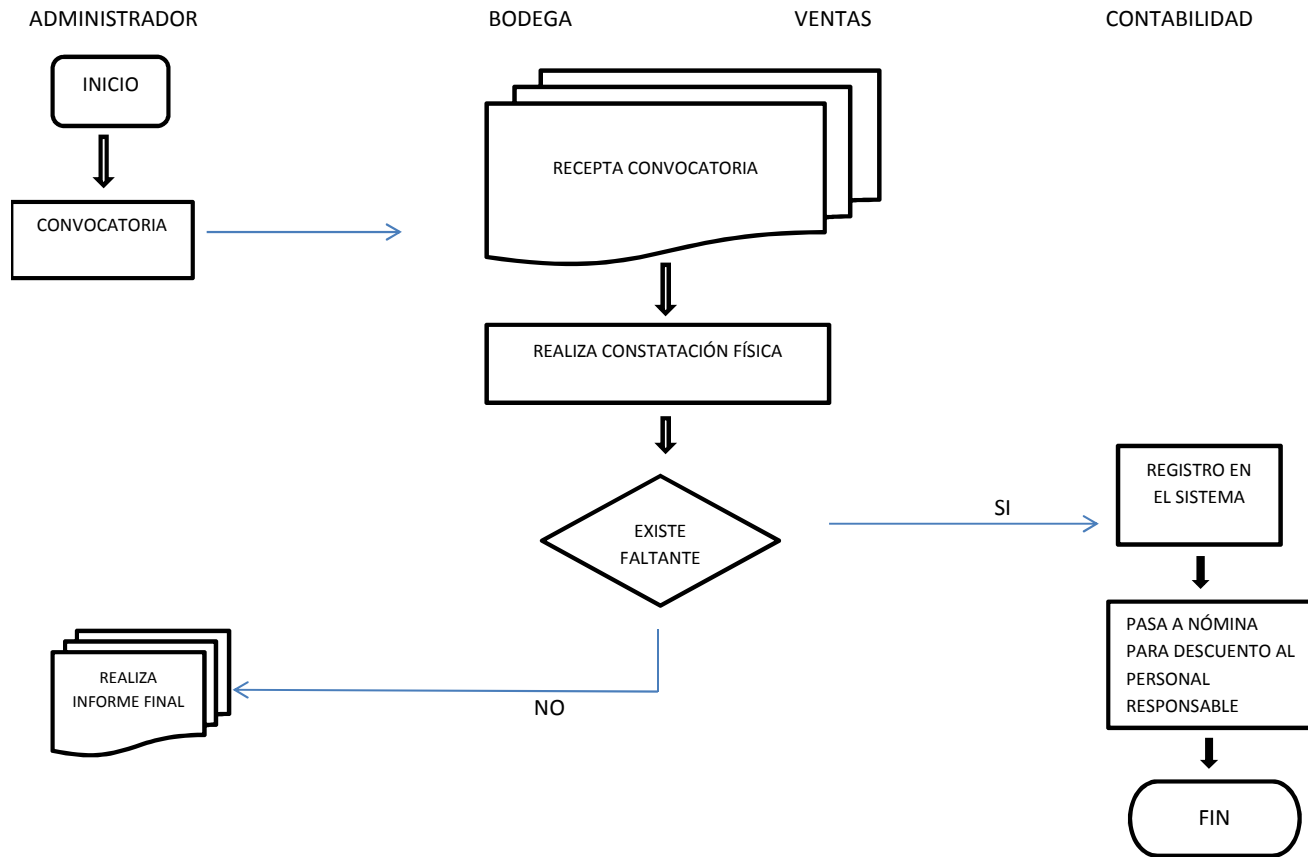 ADMINISTRADOR
BODEGA
VENTAS
CONTABILIDAD
INICIO
CONVOCATORIA
RECEPTA CONVOCATORIA
REALIZA CONSTATACIÓN FÍSICA
EXISTE
FALTANTE
SI
REGISTRO EN
EL SISTEMA
PASA A NÓMINA
PARA DESCUENTO AL
PERSONAL
RESPONSABLE
NO
REALIZA
INFORME FINAL
FIN